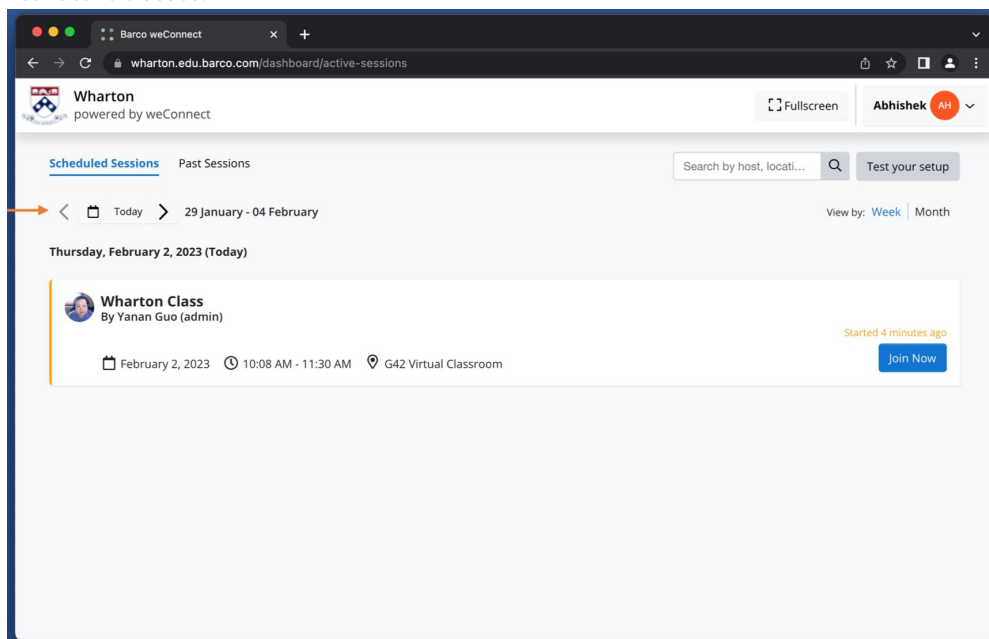 Barco weConnect
wharton.edu.barco.com/dashboard/active-sessions
Wharton
powered by weConnect
Fullscreen
Abhishek AH
Scheduled Sessions Past Sessions
Search by host, locati...
Test your setup
Today 29 January - 04 February
View by: Week Month
Thursday, February 2, 2023 (Today)
Wharton Class
By Yanan Guo (admin)
Started 4 minutes ago
February 2, 2023 10:08 AM - 11:30 AM G42 Virtual Classroom
Join Now